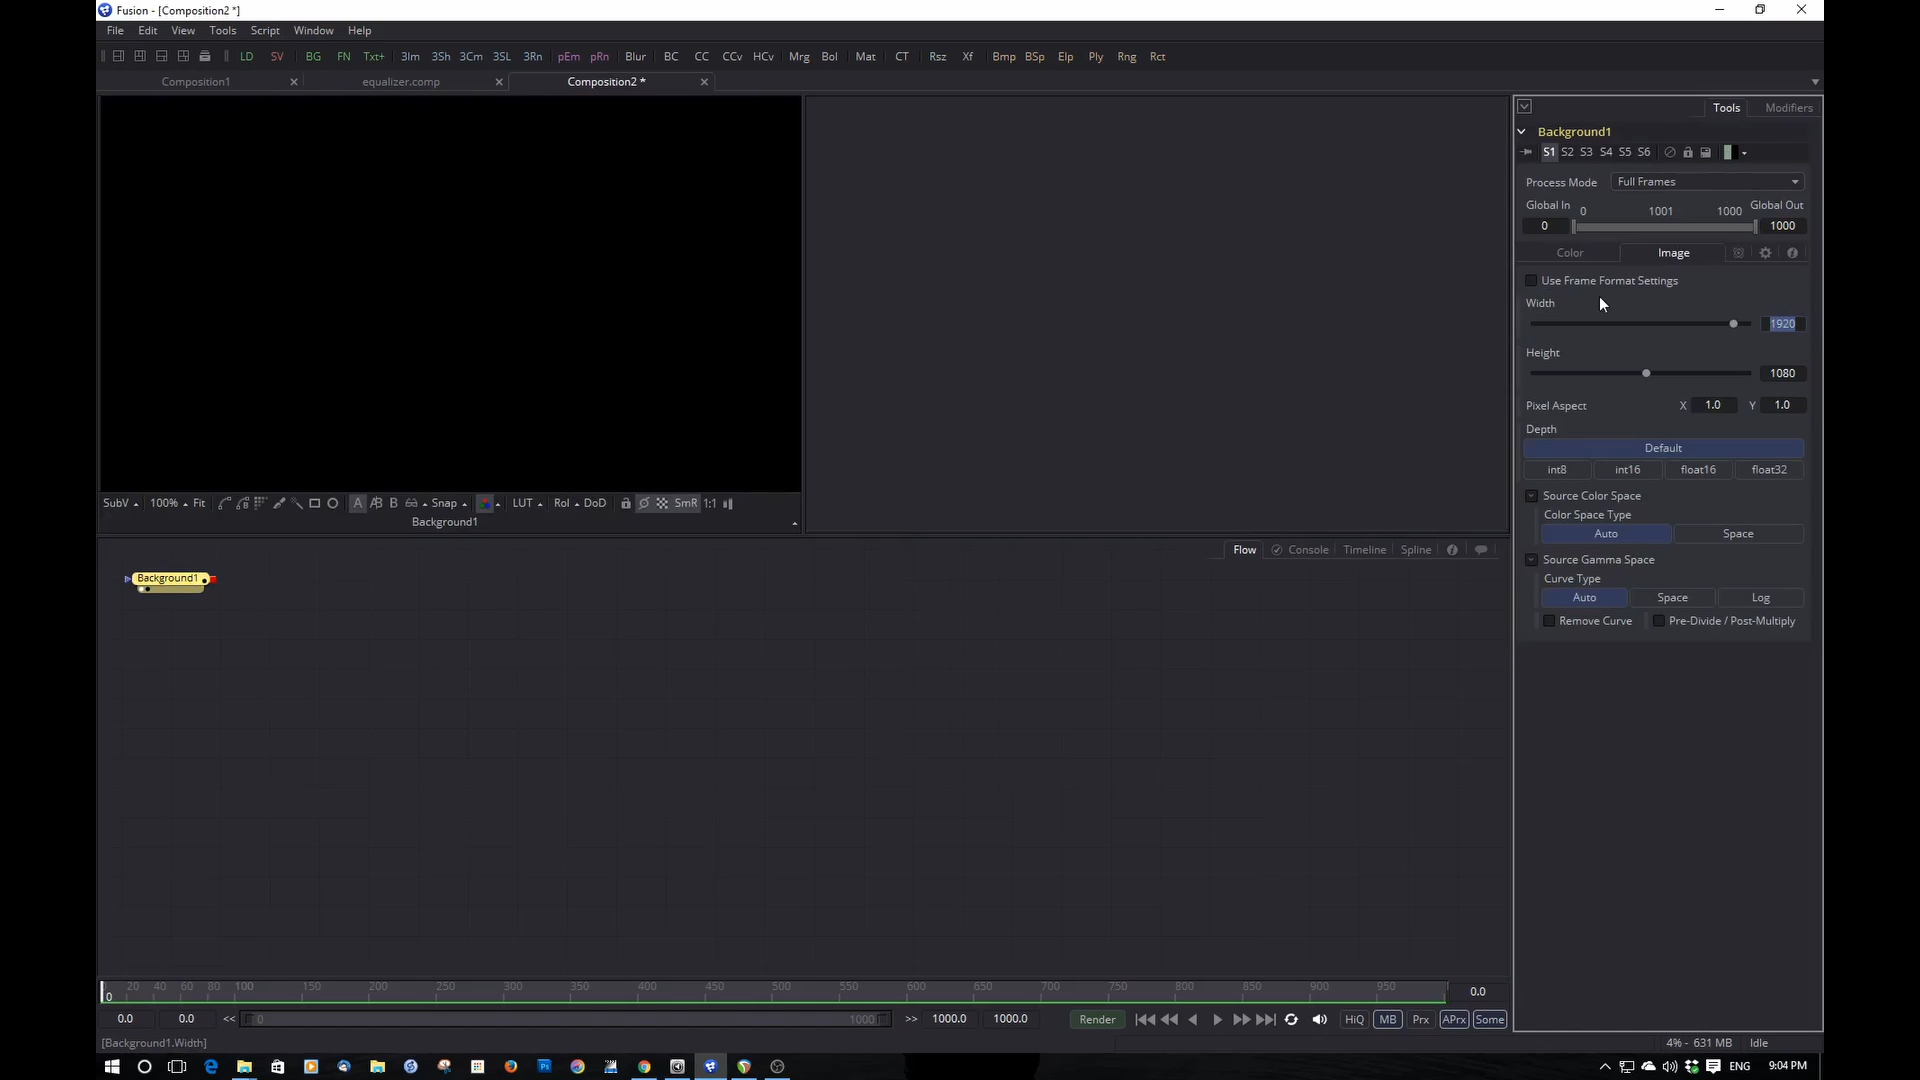 Fusion - [Composition2 *]
File Edit View Tools Script Window Help
LD SV BG FN Txt+ 3Im 3Sh 3Cm 3SL 3Rn pEm pRn Blur BC CC CCv HCv Mrg Bol Mat CT Rsz Xf Bmp BSp Elp Ply Rng Rct
Composition1 equalizer.comp Composition2 *
Tools Modifiers
Background1
S1 S2 S3 S4 S5 S6
Process Mode Full Frames
Global In 0 1001 1000 Global Out
0 1000
Color Image
Use Frame Format Settings
Width
1920
Height
1080
Pixel Aspect X 1.0 Y 1.0
Depth
Default
int8 int16 float16 float32
Source Color Space
Color Space Type
Auto Space
Source Gamma Space
Curve Type
Auto Space Log
Remove Curve Pre-Divide / Post-Multiply
SubV 100% Fit A A|B B Snap LUT RoI DoD SmR 1:1
Background1
Flow Console Timeline Spline
Background1
0 20 40 60 80 100 150 200 250 300 350 400 450 500 550 600 650 700 750 800 850 900 950 0.0
0.0 0.0 << 0 1000 >> 1000.0 1000.0 Render HiQ MB Prx APrx Some
[Background1.Width] 4% - 631 MB Idle
ENG 9:04 PM